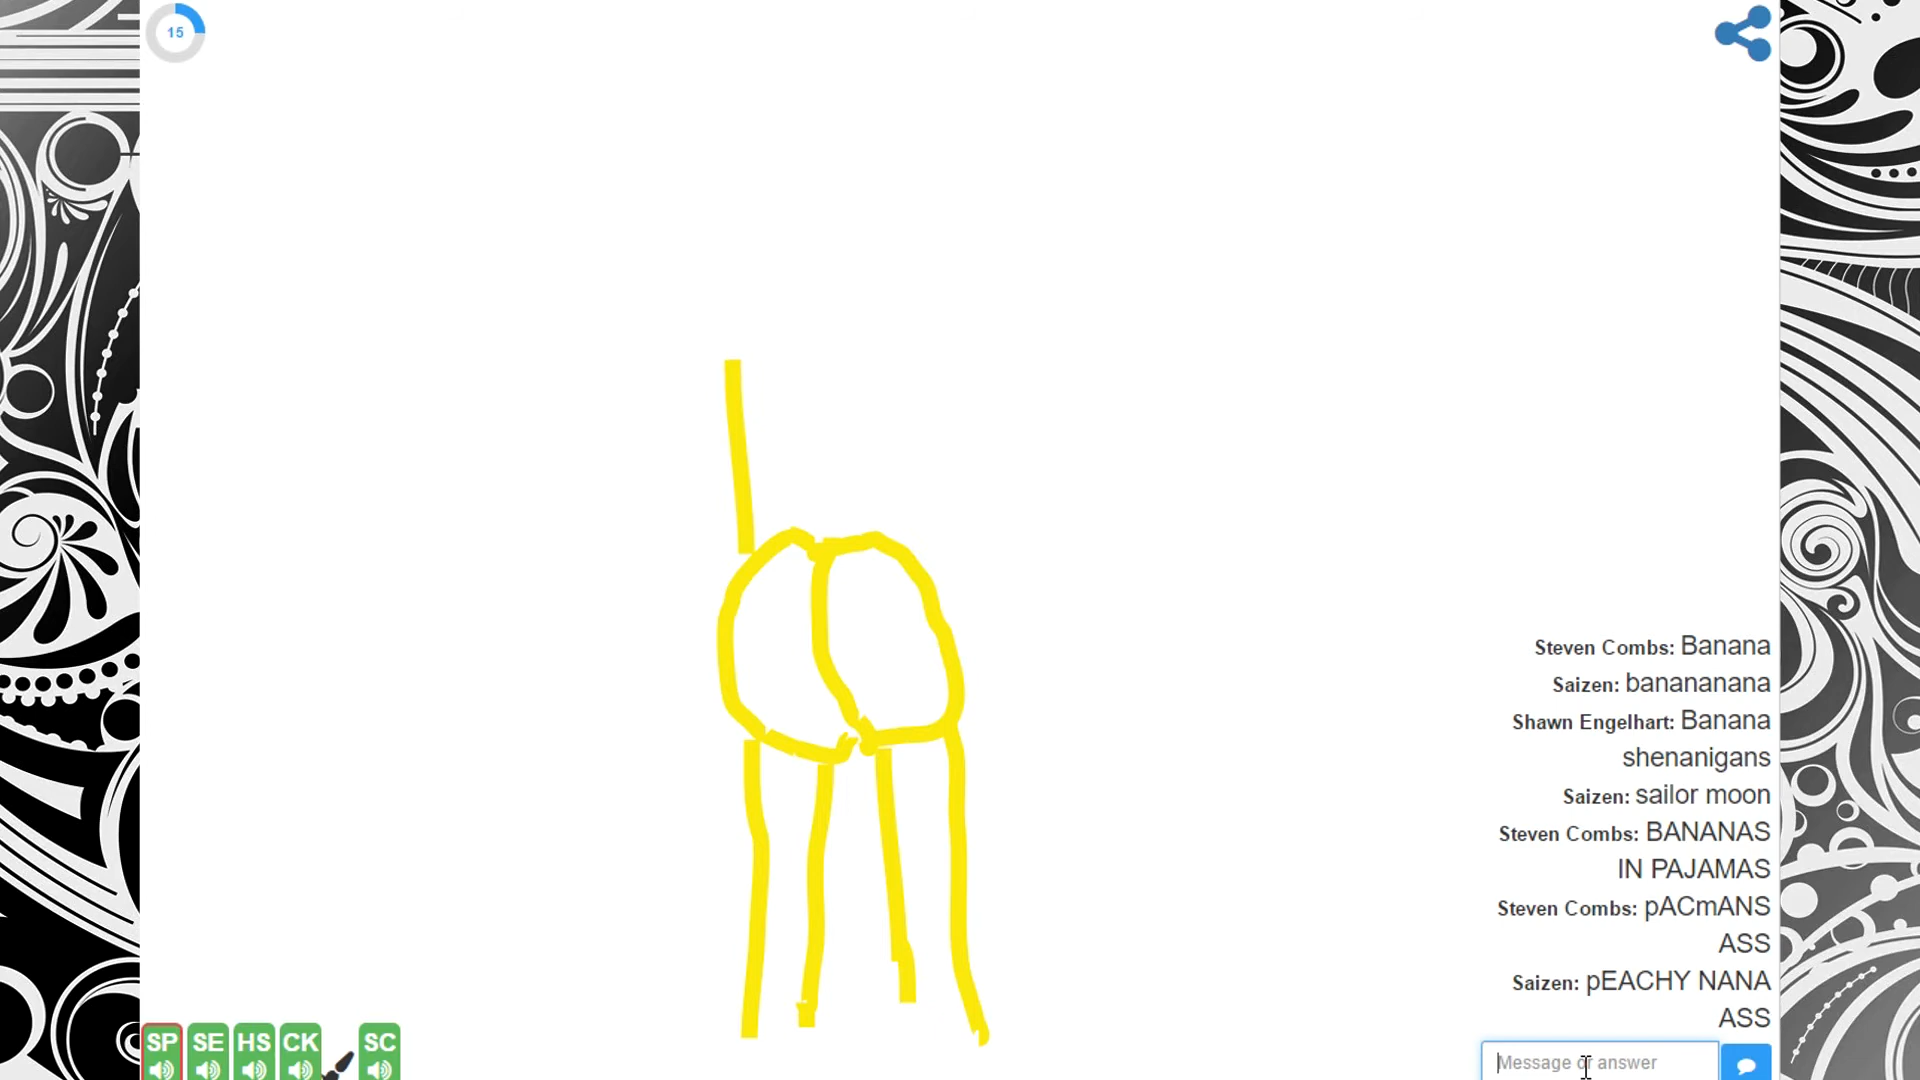 15
Steven Combs: Banana
Saizen: banananana
Shawn Engelhart: Banana
shenanigans
Saizen: sailor moon
Steven Combs: BANANAS
IN PAJAMAS
Steven Combs: pACmANS
ASS
Saizen: pEACHY NANA
ASS
SP SE HS CK SC
Message or answer